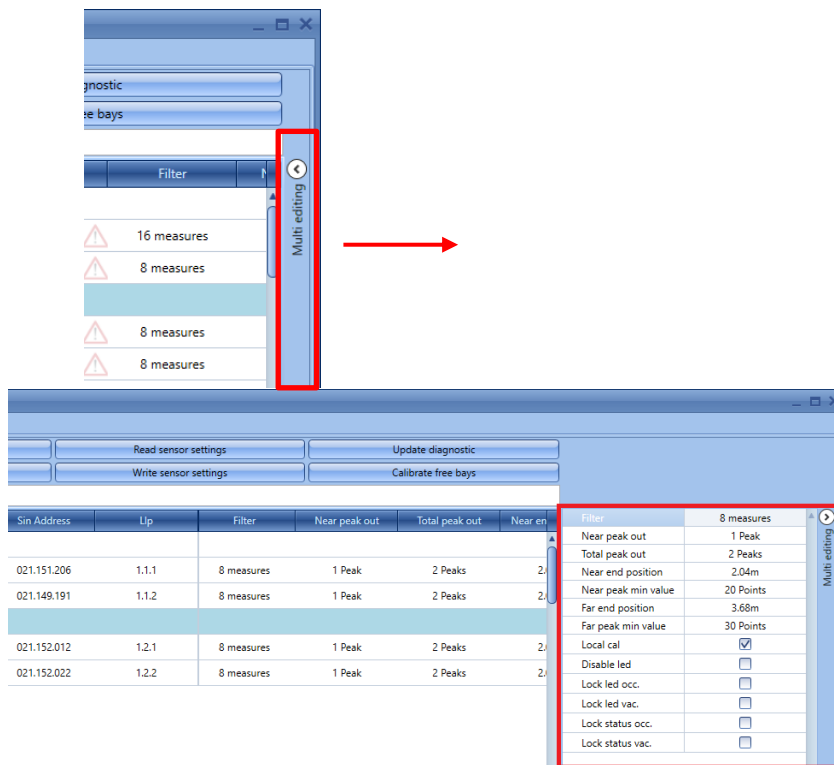 gnostic
ee bays
Filter N
Multi editing
16 measures
8 measures
8 measures
8 measures
Read sensor settings Update diagnostic
Write sensor settings Calibrate free bays
Sin Address Llp Filter Near peak out Total peak out Near en
021.151.206 1.1.1 8 measures 1 Peak 2 Peaks 2.
021.149.191 1.1.2 8 measures 1 Peak 2 Peaks 2.
021.152.012 1.2.1 8 measures 1 Peak 2 Peaks 2.
021.152.022 1.2.2 8 measures 1 Peak 2 Peaks 2.
Filter 8 measures
Near peak out 1 Peak
Total peak out 2 Peaks
Near end position 2.04m
Near peak min value 20 Points
Far end position 3.68m
Far peak min value 30 Points
Local cal
Disable led
Lock led occ.
Lock led vac.
Lock status occ.
Lock status vac.
Multi editing